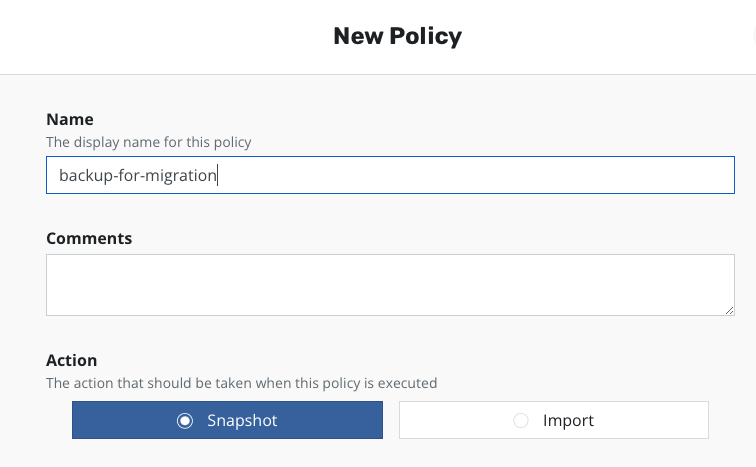 New Policy
Name
The display name for this policy
backup-for-migration
Comments
Action
The action that should be taken when this policy is executed
Snapshot Import